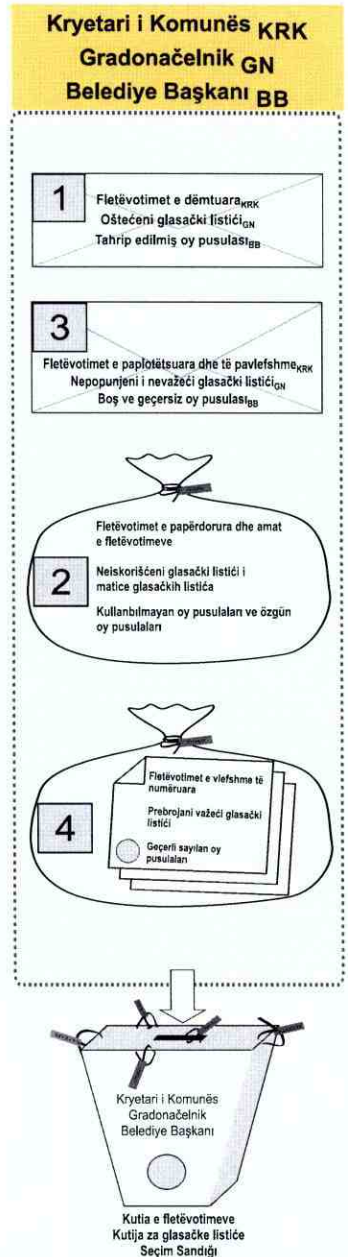 Kryetari i Komunës KRK
Gradonačelnik GN
Belediye Başkanı BB
1
Fletëvotimet e dëmtuara KRK
Oštećeni glasački listići GN
Tahrip edilmiş oy pusulası BB
3
Fletëvotimet e paplotëtsuara dhe të pavlefshme KRK
Nepopunjeni i nevažeći glasački listići GN
Boş ve geçersiz oy pusulası BB
Fletëvotimet e papërdorura dhe amat
e fletëvotimeve
2
Neiskorišćeni glasački listići i
matice glasačkih listića
Kullanbılmayan oy pusulaları ve özgün
oy pusulaları
4
Fletëvotimet e vlefshme të
numëruara
Prebrojani važeći glasački
listići
Geçerli sayılan oy
pusulaları
Kryetari i Komunës
Gradonačelnik
Belediye Başkanı
Kutia e fletëvotimeve
Kutija za glasačke listiće
Seçim Sandığı